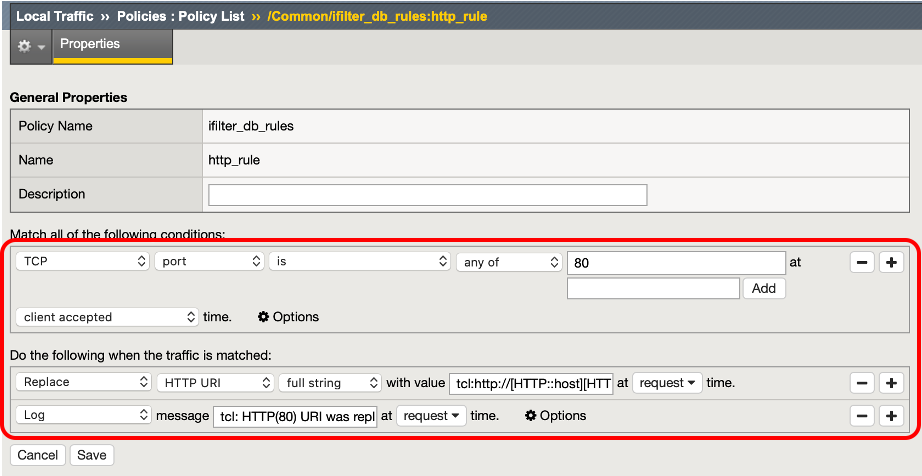 Local Traffic ›› Policies : Policy List ›› /Common/ifilter_db_rules:http_rule
Properties
General Properties
Policy Name ifilter_db_rules
Name http_rule
Description
Match all of the following conditions:
TCP port is any of 80 at
Add
client accepted time. Options
Do the following when the traffic is matched:
Replace HTTP URI full string with value tcl:http://[HTTP::host][HTT at request time.
Log message tcl: HTTP(80) URI was repl at request time. Options
Cancel Save